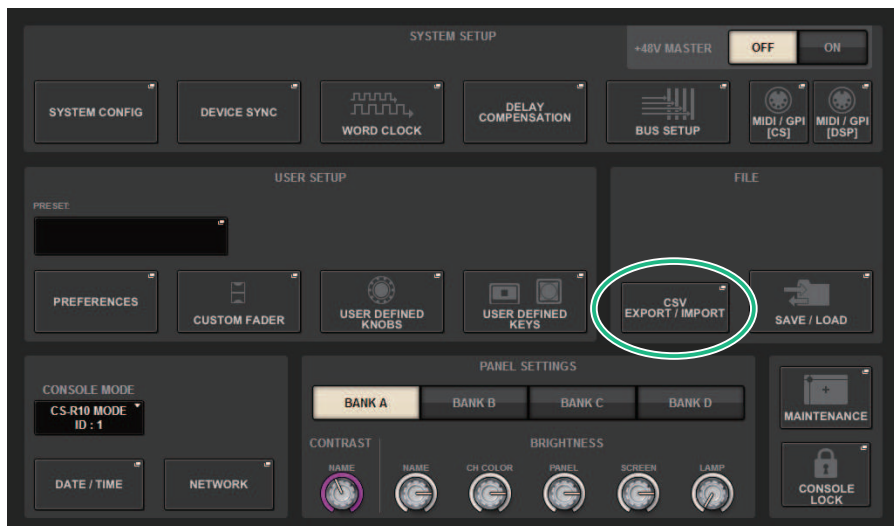 SYSTEM SETUP
+48V MASTER
OFF
ON
SYSTEM CONFIG
DEVICE SYNC
WORD CLOCK
DELAY
COMPENSATION
BUS SETUP
MIDI / GPI
[CS]
MIDI / GPI
[DSP]
USER SETUP
PRESET
PREFERENCES
CUSTOM FADER
USER DEFINED
KNOBS
USER DEFINED
KEYS
FILE
CSV
EXPORT / IMPORT
SAVE / LOAD
CONSOLE MODE
CS-R10 MODE
ID : 1
DATE / TIME
NETWORK
PANEL SETTINGS
BANK A
BANK B
BANK C
BANK D
CONTRAST
BRIGHTNESS
NAME
NAME
CH COLOR
PANEL
SCREEN
LAMP
MAINTENANCE
CONSOLE
LOCK